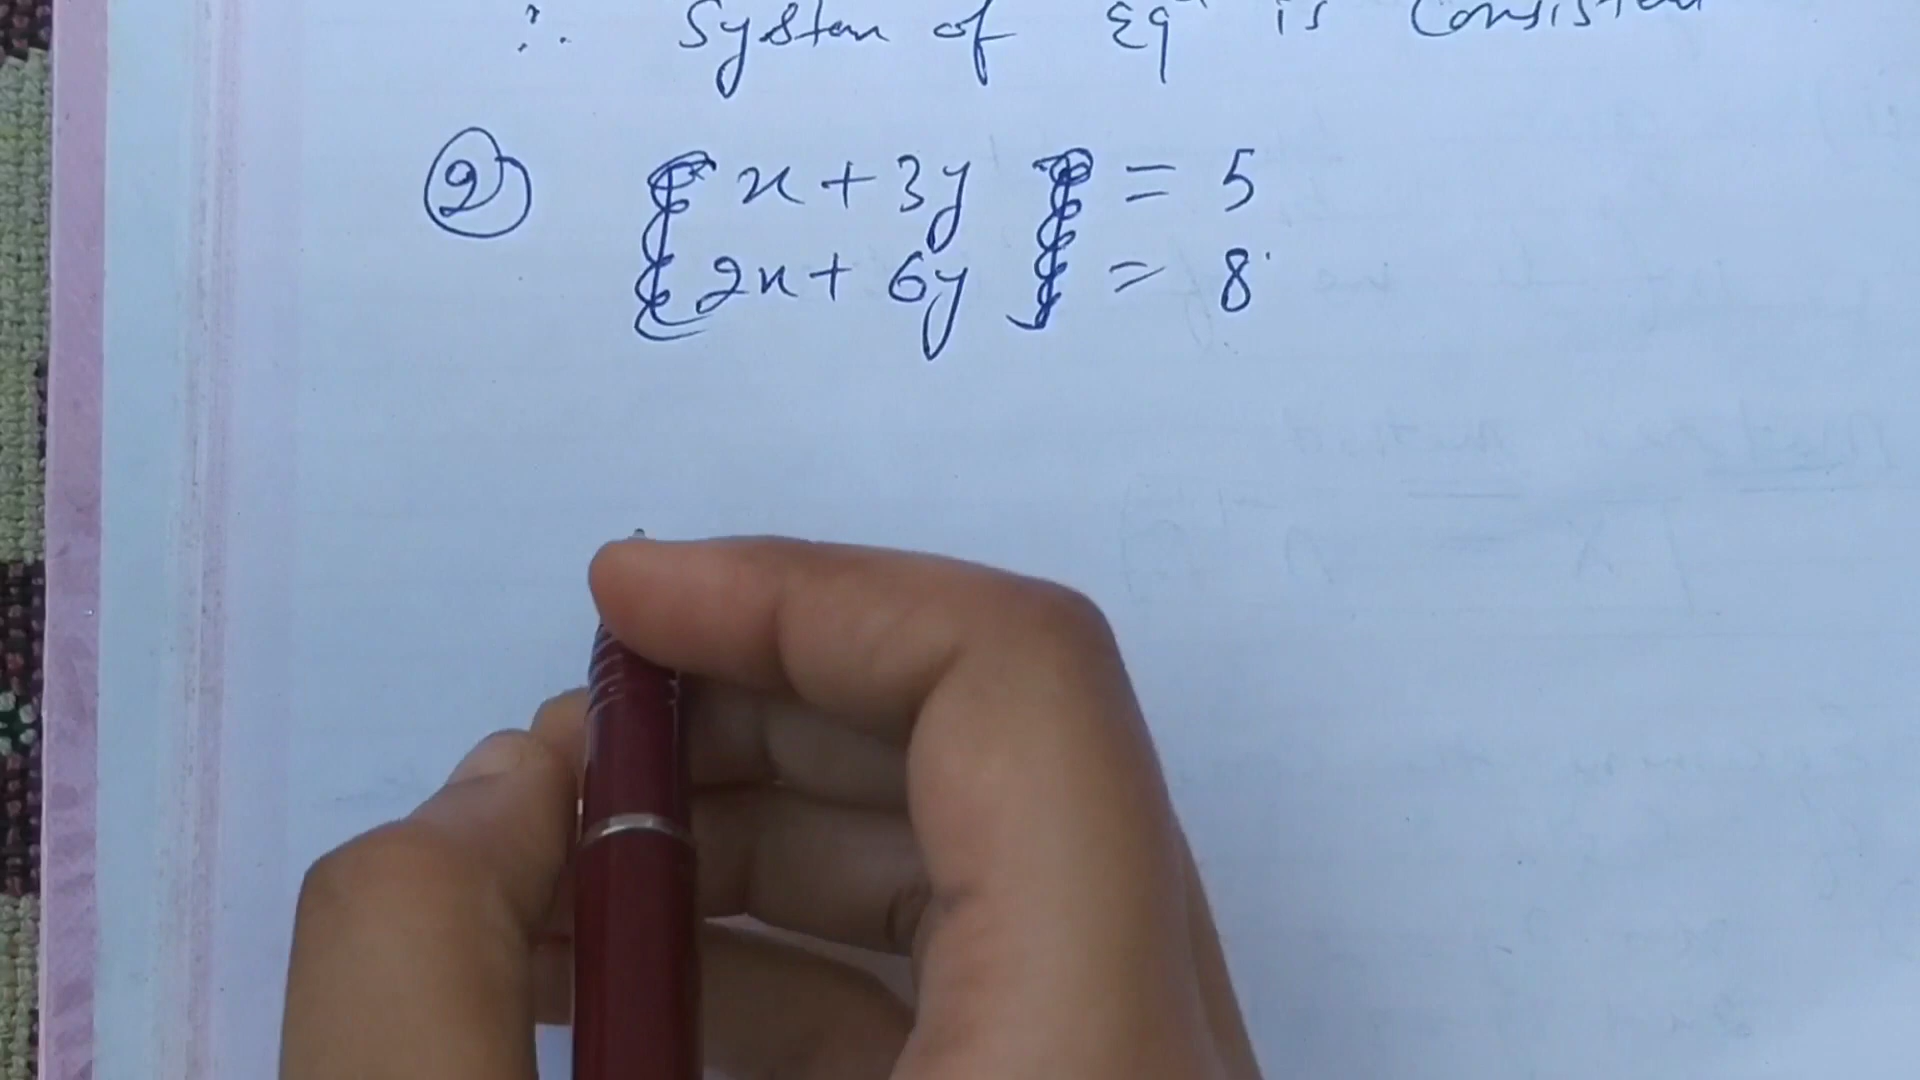 ∴ System of Eqⁿ is Consistent
② x + 3y = 5
2x + 6y = 8